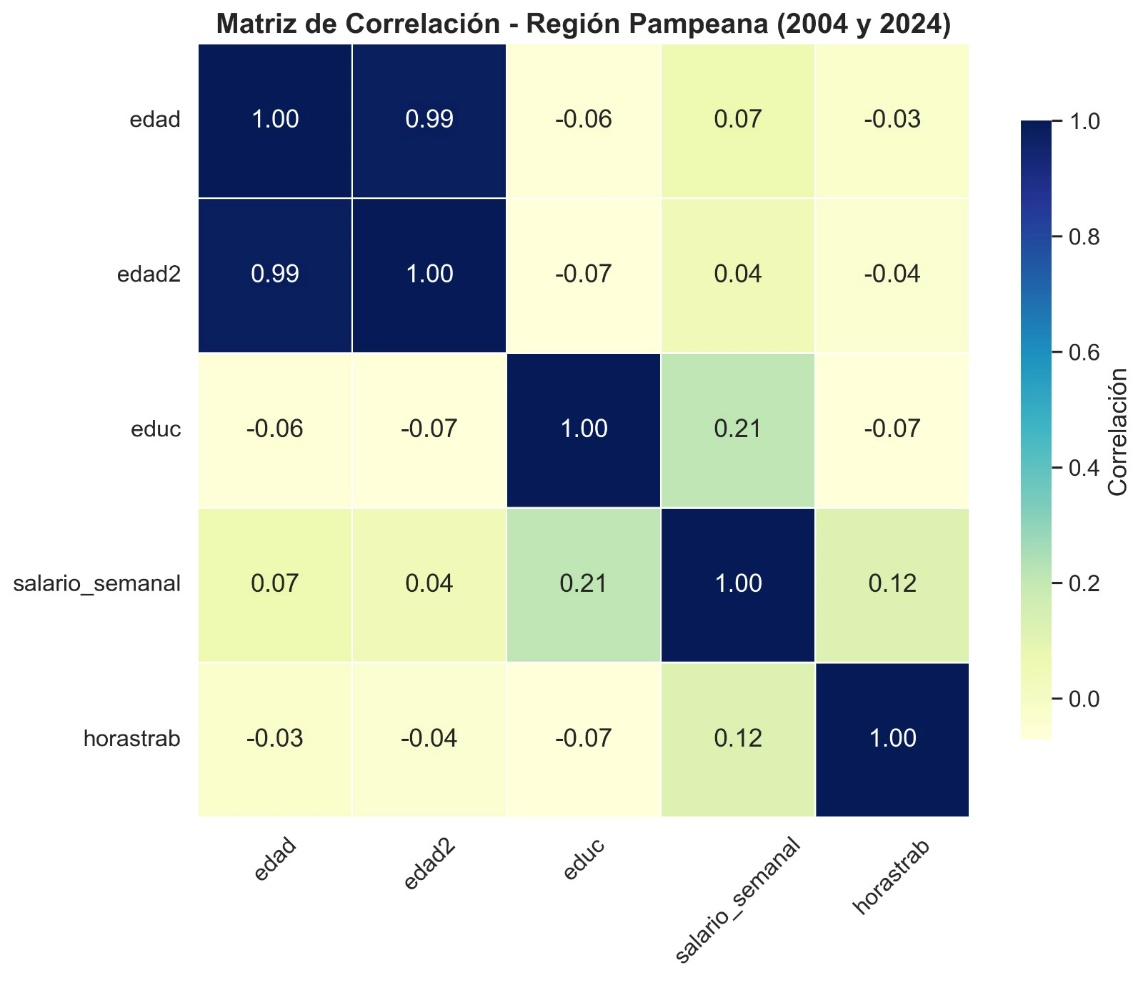 Matriz de Correlación - Región Pampeana (2004 y 2024)
edad 1.00 0.99 -0.06 0.07 -0.03
edad2 0.99 1.00 -0.07 0.04 -0.04
educ -0.06 -0.07 1.00 0.21 -0.07
salario_semanal 0.07 0.04 0.21 1.00 0.12
horastrab -0.03 -0.04 -0.07 0.12 1.00
edad edad2 educ salario_semanal horastrab
1.0
0.8
0.6
0.4
0.2
0.0
Correlación